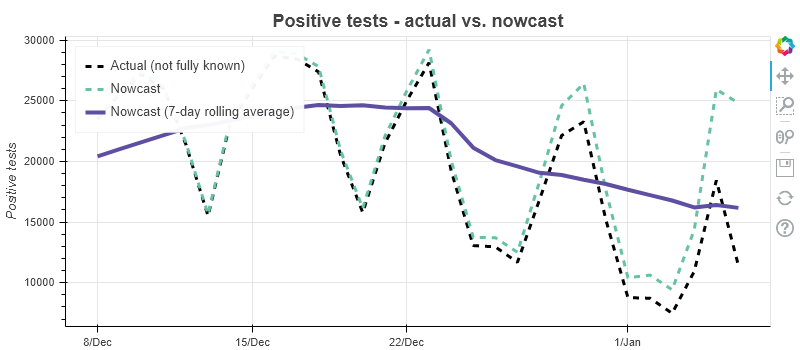 Positive tests - actual vs. nowcast
30000
25000
20000
15000
10000
Positive tests
Actual (not fully known)
Nowcast
Nowcast (7-day rolling average)
8/Dec
15/Dec
22/Dec
1/Jan